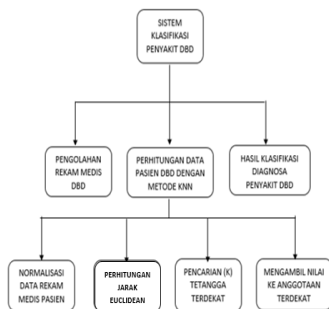 SISTEM
KLASIFIKASI
PENYAKIT DBD
PENGOLAHAN
REKAM MEDIS
DBD
PERHITUNGAN DATA
PASIEN DBD DENGAN
METODE KNN
HASIL KLASIFIKASI
DIAGNOSA
PENYAKIT DBD
NORMALISASI
DATA REKAM
MEDIS PASIEN
PERHITUNGAN
JARAK
EUCLIDEAN
PENCARIAN (K)
TETANGGA
TERDEKAT
MENGAMBIL NILAI
KE ANGGOTAAN
TERDEKAT